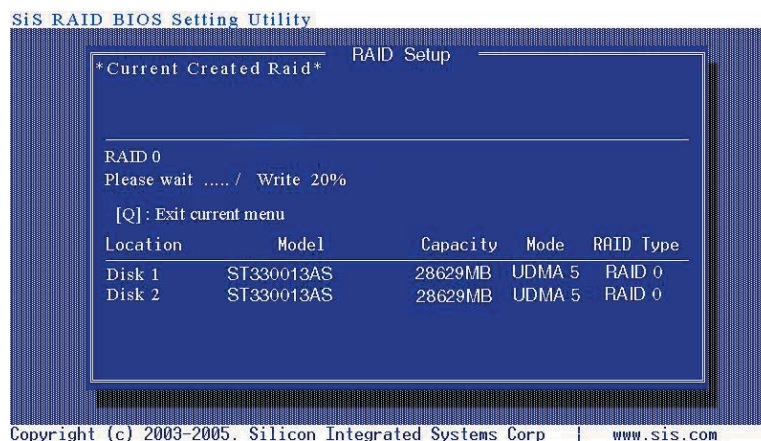 SiS RAID BIOS Setting Utility
RAID Setup
*Current Created Raid*
RAID 0
Please wait ..... / Write 20%
[Q] : Exit current menu
Location Model Capacity Mode RAID Type
Disk 1 ST330013AS 28629MB UDMA 5 RAID 0
Disk 2 ST330013AS 28629MB UDMA 5 RAID 0
Copyright (c) 2003-2005. Silicon Integrated Systems Corp | www.sis.com